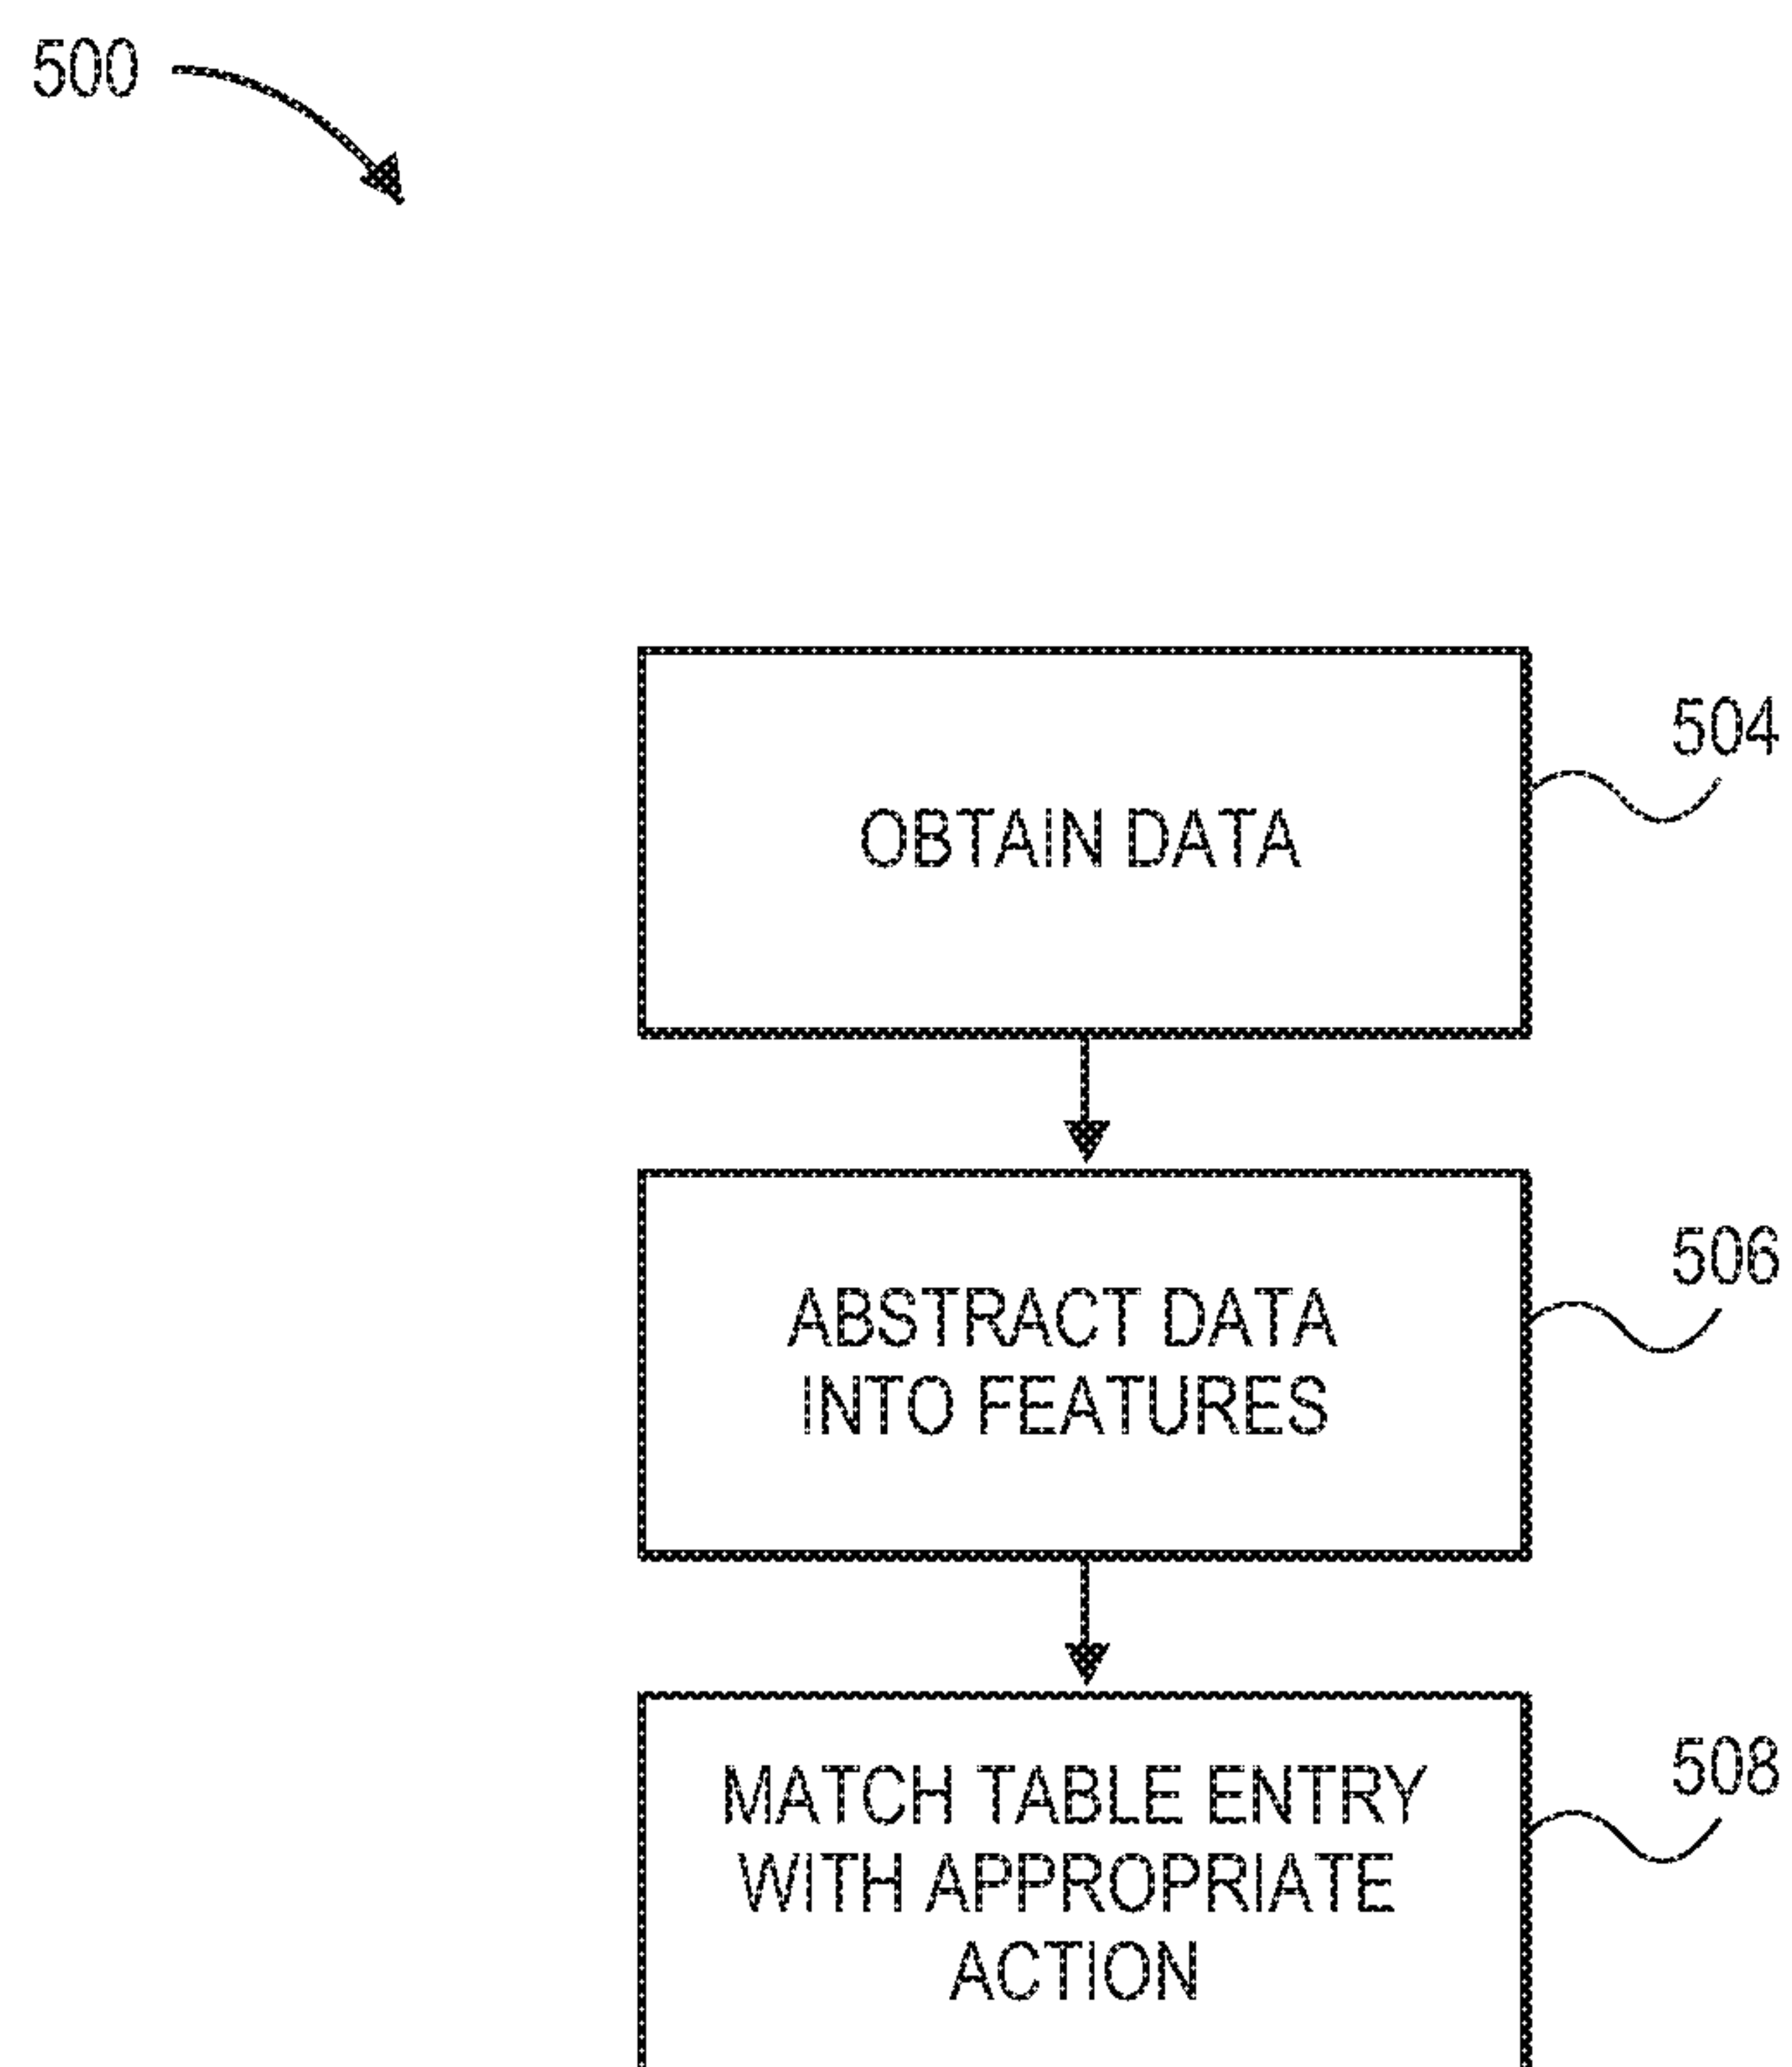 500
504
OBTAIN DATA
506
ABSTRACT DATA
INTO FEATURES
508
MATCH TABLE ENTRY
WITH APPROPRIATE
ACTION